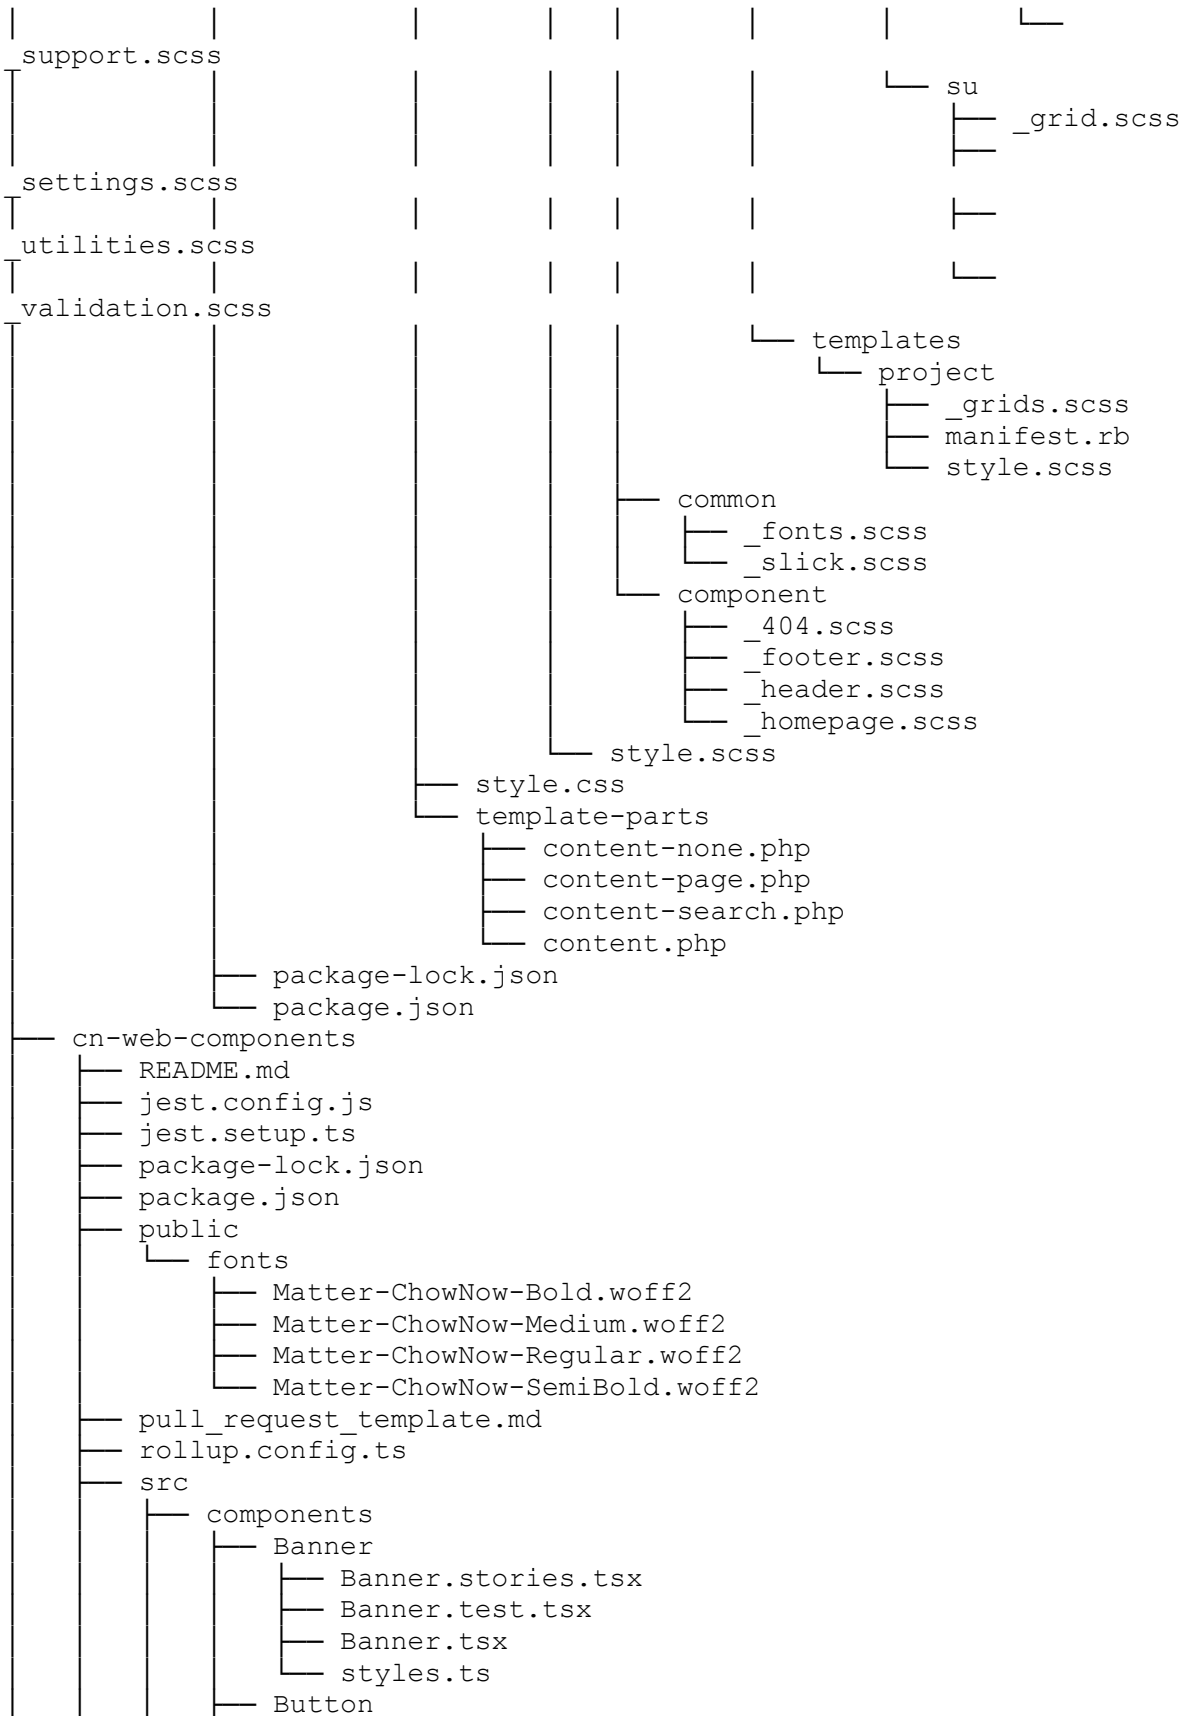 │           │           │       │   │       │       │       └──
_support.scss
│           │           │       │   │       │       └── su
│           │           │       │   │       │           ├── _grid.scss
│           │           │       │   │       │           ├──
_settings.scss
│           │           │       │   │       │           ├──
_utilities.scss
│           │           │       │   │       │           └──
_validation.scss
│           │           │       │   │       └── templates
│           │           │       │   │           └── project
│           │           │       │   │               ├── _grids.scss
│           │           │       │   │               ├── manifest.rb
│           │           │       │   │               └── style.scss
│           │           │       │   ├── common
│           │           │       │   │   ├── _fonts.scss
│           │           │       │   │   └── _slick.scss
│           │           │       │   └── component
│           │           │       │       ├── _404.scss
│           │           │       │       ├── _footer.scss
│           │           │       │       ├── _header.scss
│           │           │       │       └── _homepage.scss
│           │           │       └── style.scss
│           │           ├── style.css
│           │           └── template-parts
│           │               ├── content-none.php
│           │               ├── content-page.php
│           │               ├── content-search.php
│           │               └── content.php
│           ├── package-lock.json
│           └── package.json
├── cn-web-components
│   ├── README.md
│   ├── jest.config.js
│   ├── jest.setup.ts
│   ├── package-lock.json
│   ├── package.json
│   ├── public
│   │   └── fonts
│   │       ├── Matter-ChowNow-Bold.woff2
│   │       ├── Matter-ChowNow-Medium.woff2
│   │       ├── Matter-ChowNow-Regular.woff2
│   │       └── Matter-ChowNow-SemiBold.woff2
│   ├── pull_request_template.md
│   ├── rollup.config.ts
│   ├── src
│   │   ├── components
│   │   │   ├── Banner
│   │   │   │   ├── Banner.stories.tsx
│   │   │   │   ├── Banner.test.tsx
│   │   │   │   ├── Banner.tsx
│   │   │   │   └── styles.ts
│   │   │   ├── Button